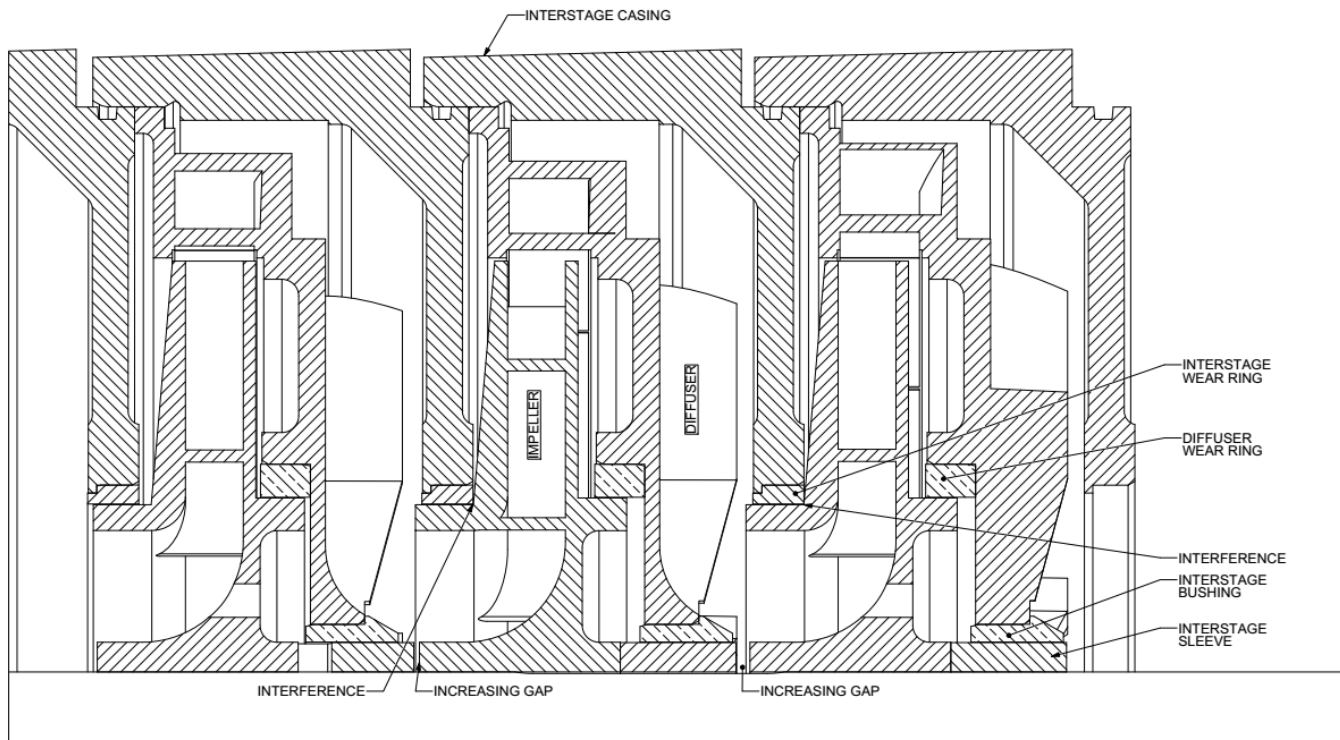 INTERSTAGE CASING
INTERSTAGE
WEAR RING
IMPELLER
DIFFUSER
DIFFUSER
WEAR RING
INTERFERENCE
INTERSTAGE
BUSHING
INTERSTAGE
SLEEVE
INTERFERENCE
INCREASING GAP
INCREASING GAP